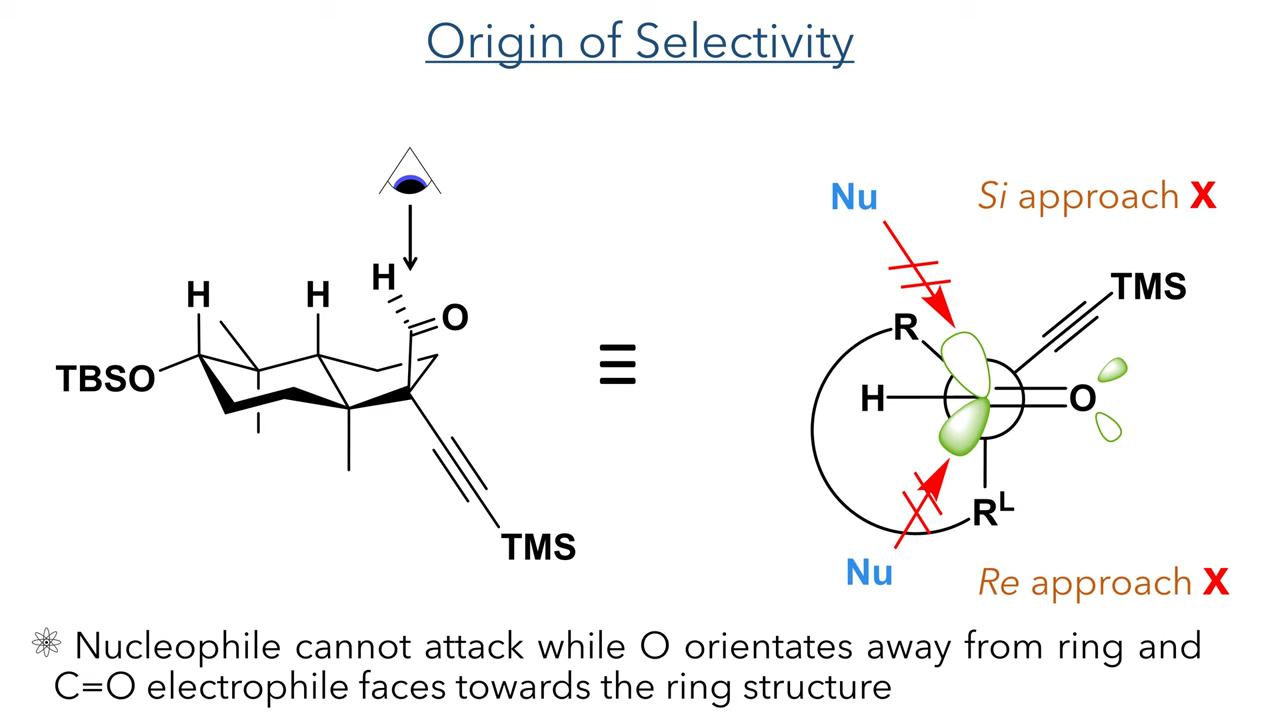 Origin of Selectivity
Nu
Si approach X
H
H
H
O
TBSO
TMS
R
TMS
H
O
R^L
Nu
Re approach X
Nucleophile cannot attack while O orientates away from ring and
C=O electrophile faces towards the ring structure